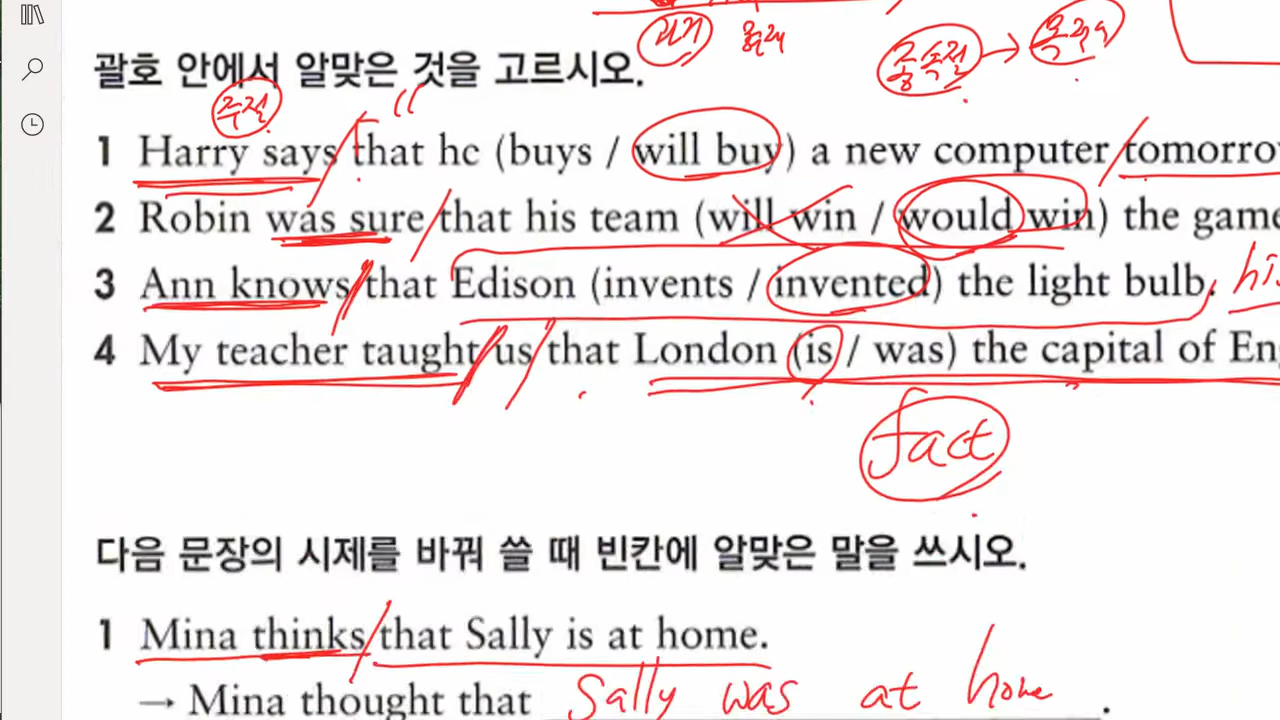 과거 현재
종속절 → 목적어
괄호 안에서 알맞은 것을 고르시오.
주절
1 Harry says that he (buys / will buy) a new computer tomorro
2 Robin was sure that his team (will win / would win) the game
3 Ann knows that Edison (invents / invented) the light bulb. his
4 My teacher taught us that London (is / was) the capital of En
fact
다음 문장의 시제를 바꿔 쓸 때 빈칸에 알맞은 말을 쓰시오.
1 Mina thinks that Sally is at home.
→ Mina thought that Sally was at home .